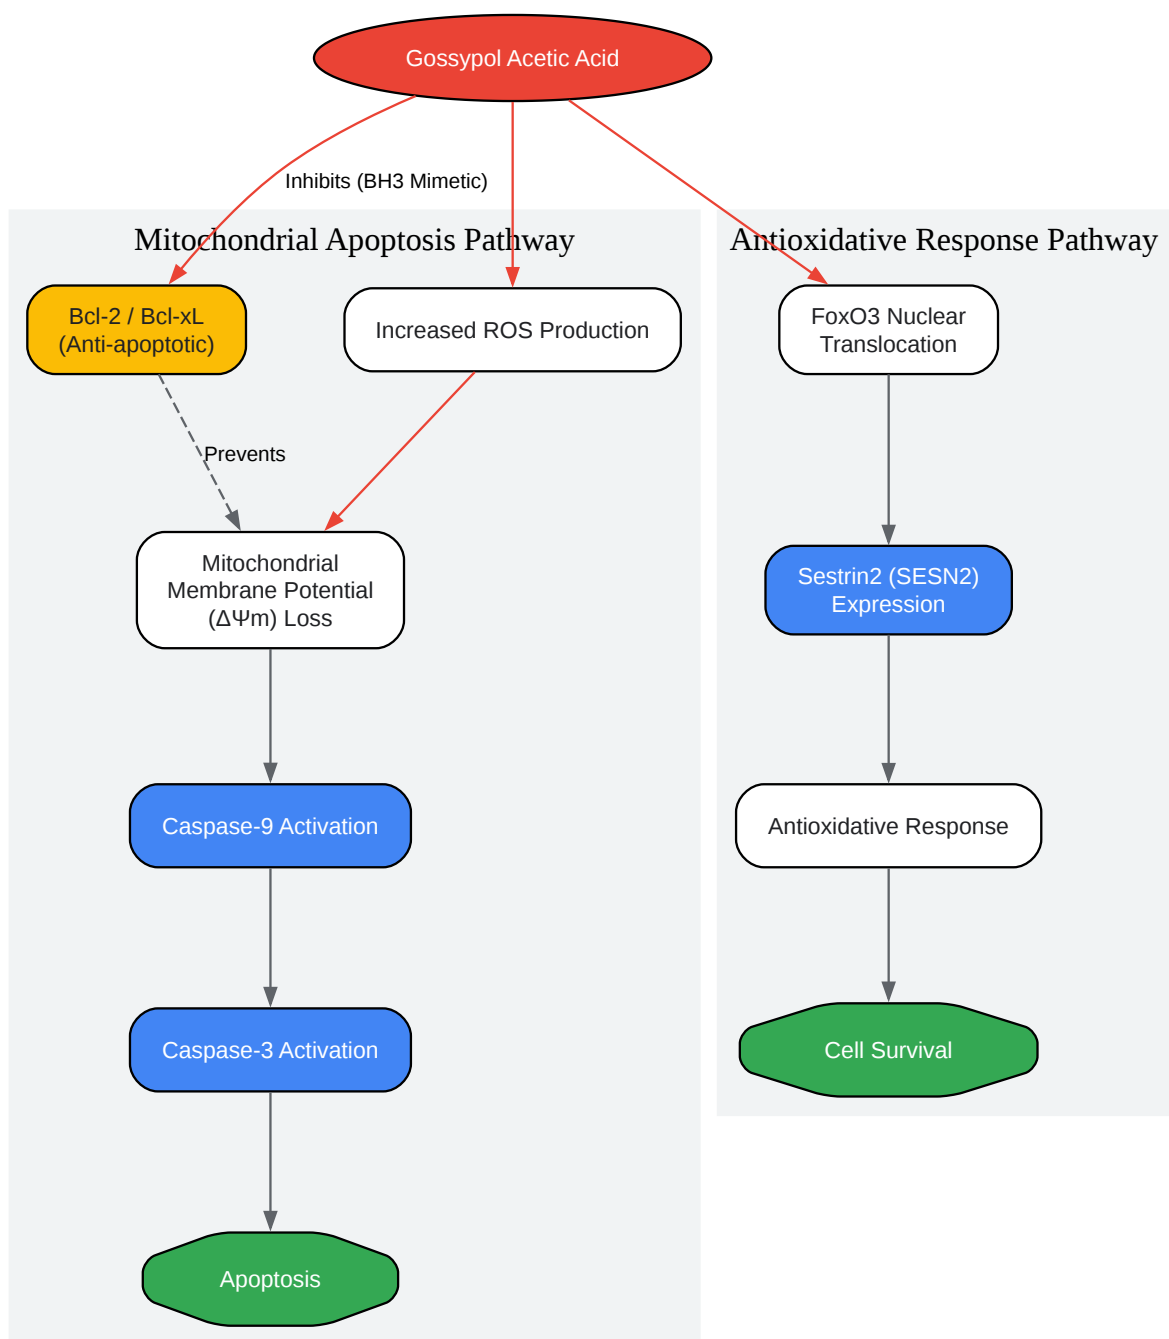 Gossypol Acetic Acid
Inhibits (BH3 Mimetic)
Mitochondrial Apoptosis Pathway
Bcl-2 / Bcl-xL
(Anti-apoptotic)
Increased ROS Production
Prevents
Mitochondrial
Membrane Potential
(ΔΨm) Loss
Caspase-9 Activation
Caspase-3 Activation
Apoptosis
Antioxidative Response Pathway
FoxO3 Nuclear
Translocation
Sestrin2 (SESN2)
Expression
Antioxidative Response
Cell Survival